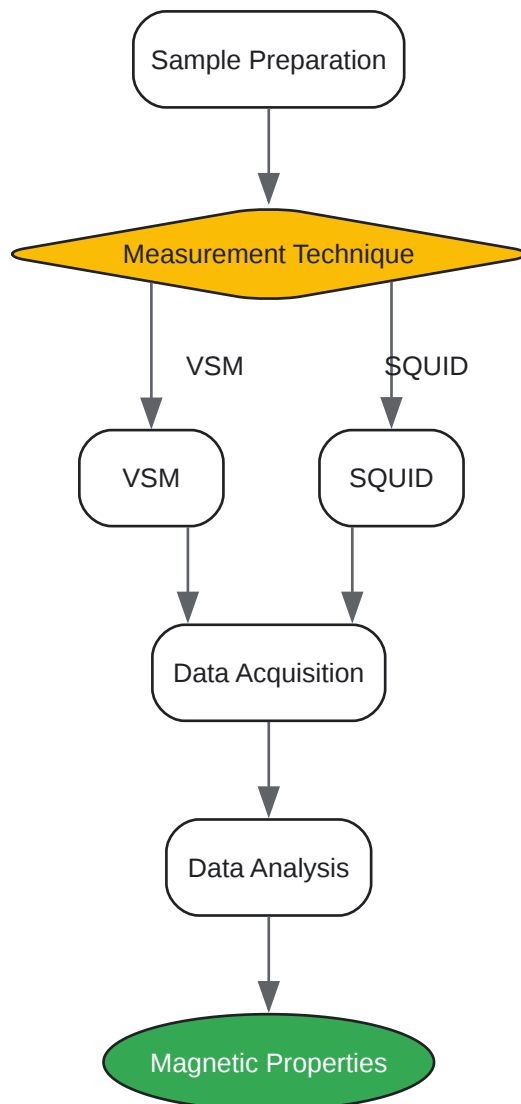 Sample Preparation
Measurement Technique
VSM
SQUID
VSM
SQUID
Data Acquisition
Data Analysis
Magnetic Properties